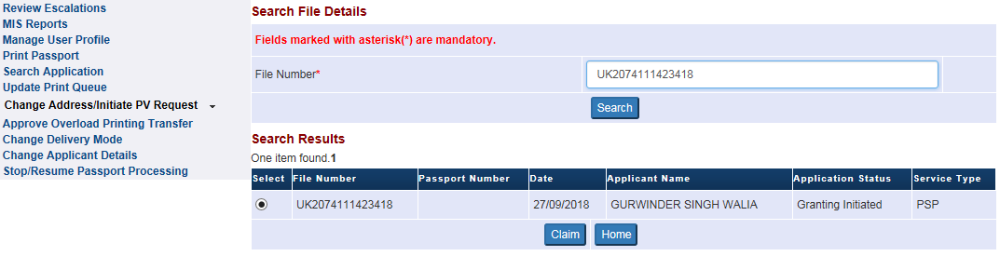 Review Escalations
MIS Reports
Manage User Profile
Print Passport
Search Application
Update Print Queue
Change Address/Initiate PV Request
Approve Overload Printing Transfer
Change Delivery Mode
Change Applicant Details
Stop/Resume Passport Processing
Search File Details
Fields marked with asterisk(*) are mandatory.
File Number* UK2074111423418
Search
Search Results
One item found.1
Select File Number Passport Number Date Applicant Name Application Status Service Type
UK2074111423418 27/09/2018 GURWINDER SINGH WALIA Granting Initiated PSP
Claim Home